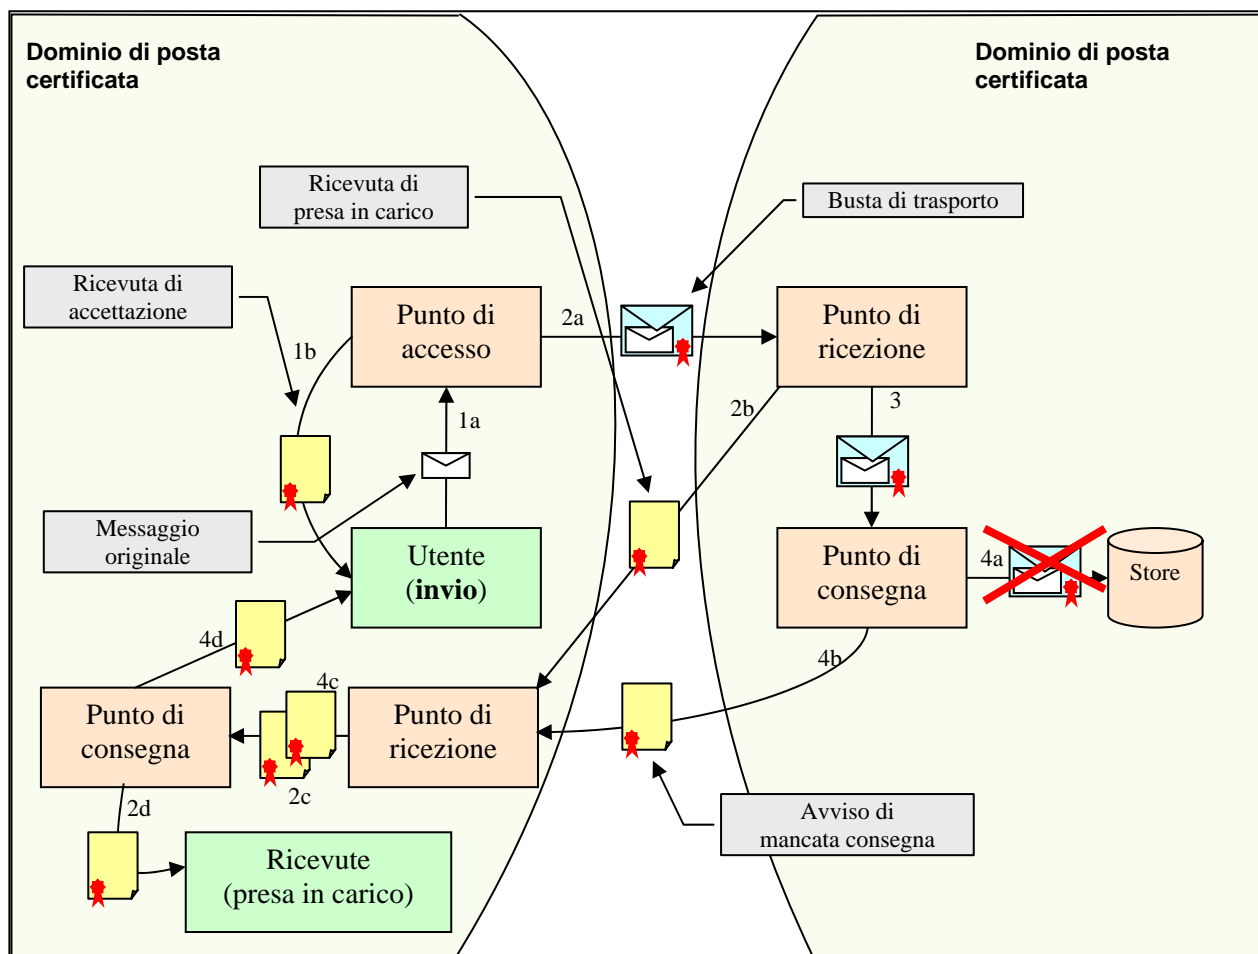 Dominio di posta
certificata
Dominio di posta
certificata
Ricevuta di
presa in carico
Busta di trasporto
Ricevuta di
accettazione
Punto di
accesso
2a
Punto di
ricezione
1b
1a
2b
3
Messaggio
originale
Utente
(invio)
Punto di
consegna
4a
Store
4d
4b
4c
Punto di
consegna
Punto di
ricezione
2c
2d
Avviso di
mancata consegna
Ricevute
(presa in carico)